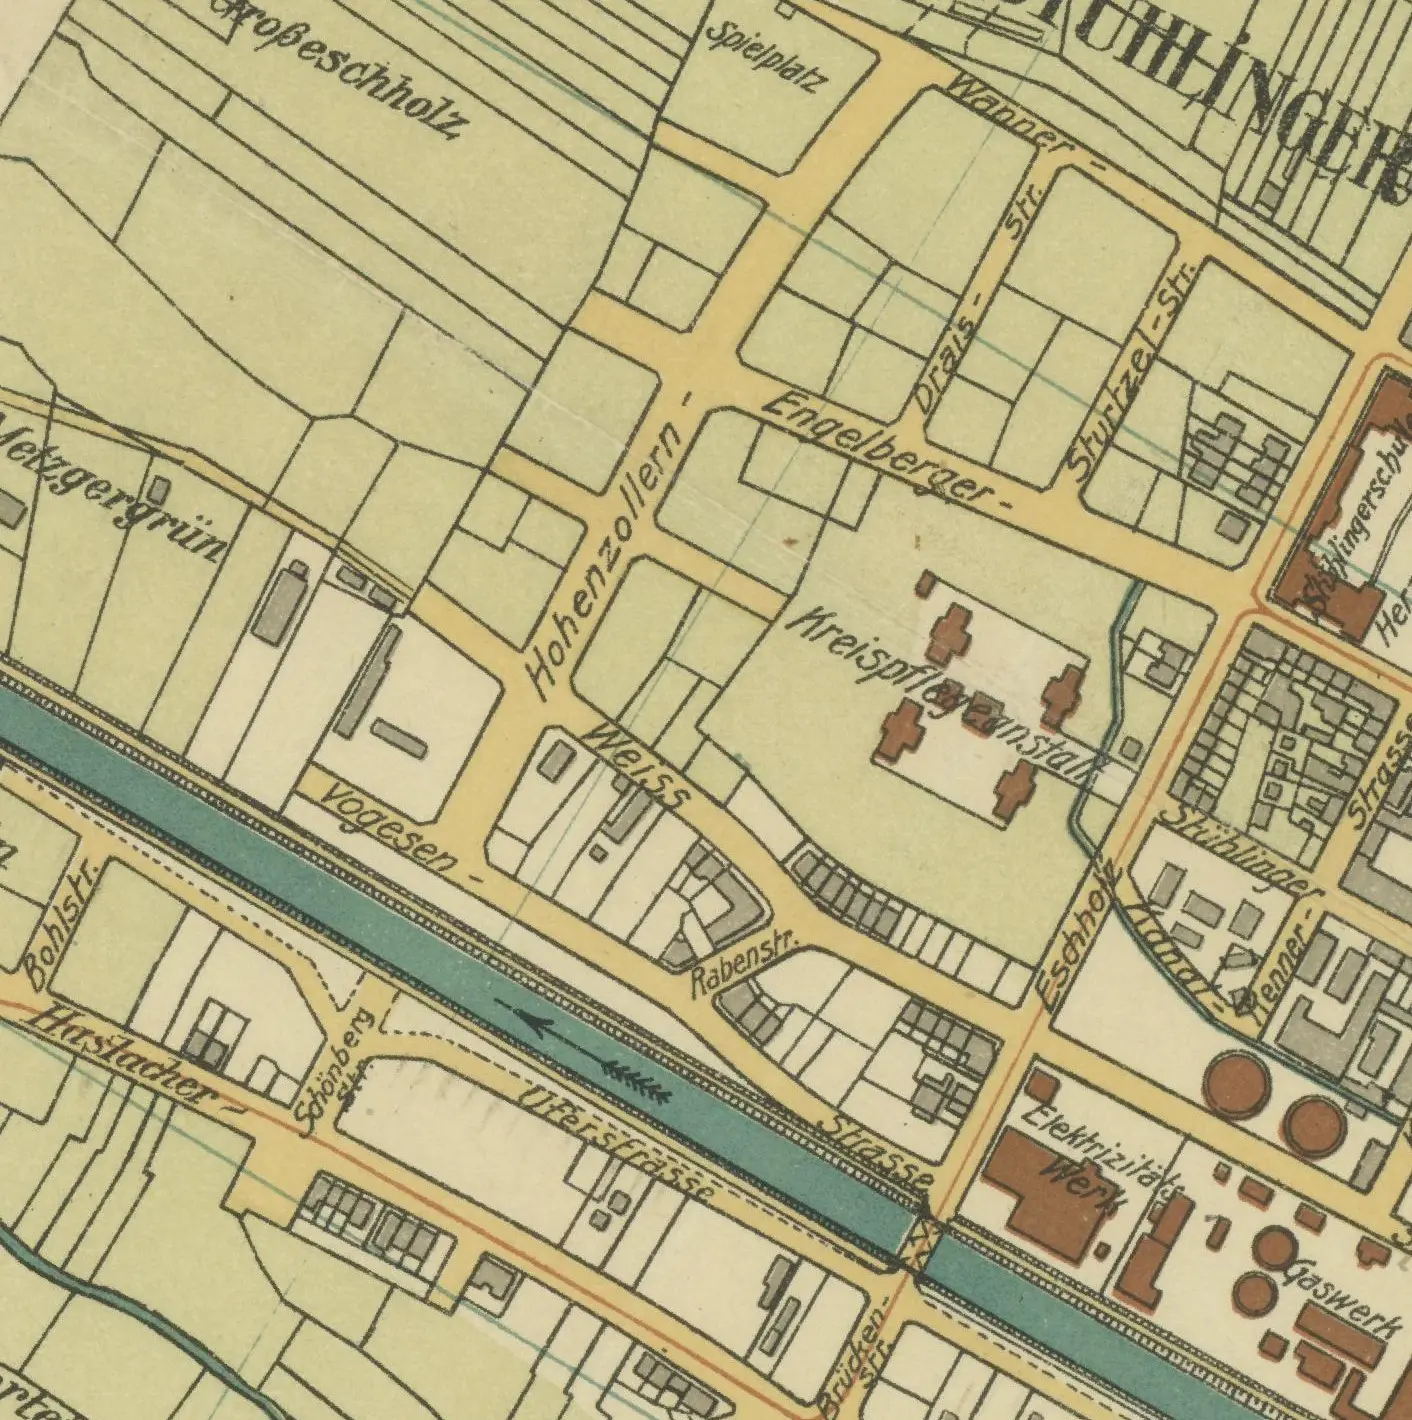 Großeschholz
Spielplatz
STÜHLINGER
Wanner-
Drais-str.
Sturtzel-Str.
Engelberger-
Hohenzollern-
Metzgergrün
Stühlingerschule
Kreispflegeanstalt
Weiss
Vogesen-
Rabenstr.
Strasse
Eschholz
Kanal-
Stühlinger
Renner-
Strasse
Bohlstr.
Haslacher-
Schönberg
str.
Uferstrasse
Elektrizitäts
Werk
Gaswerk
Brücken-
str.